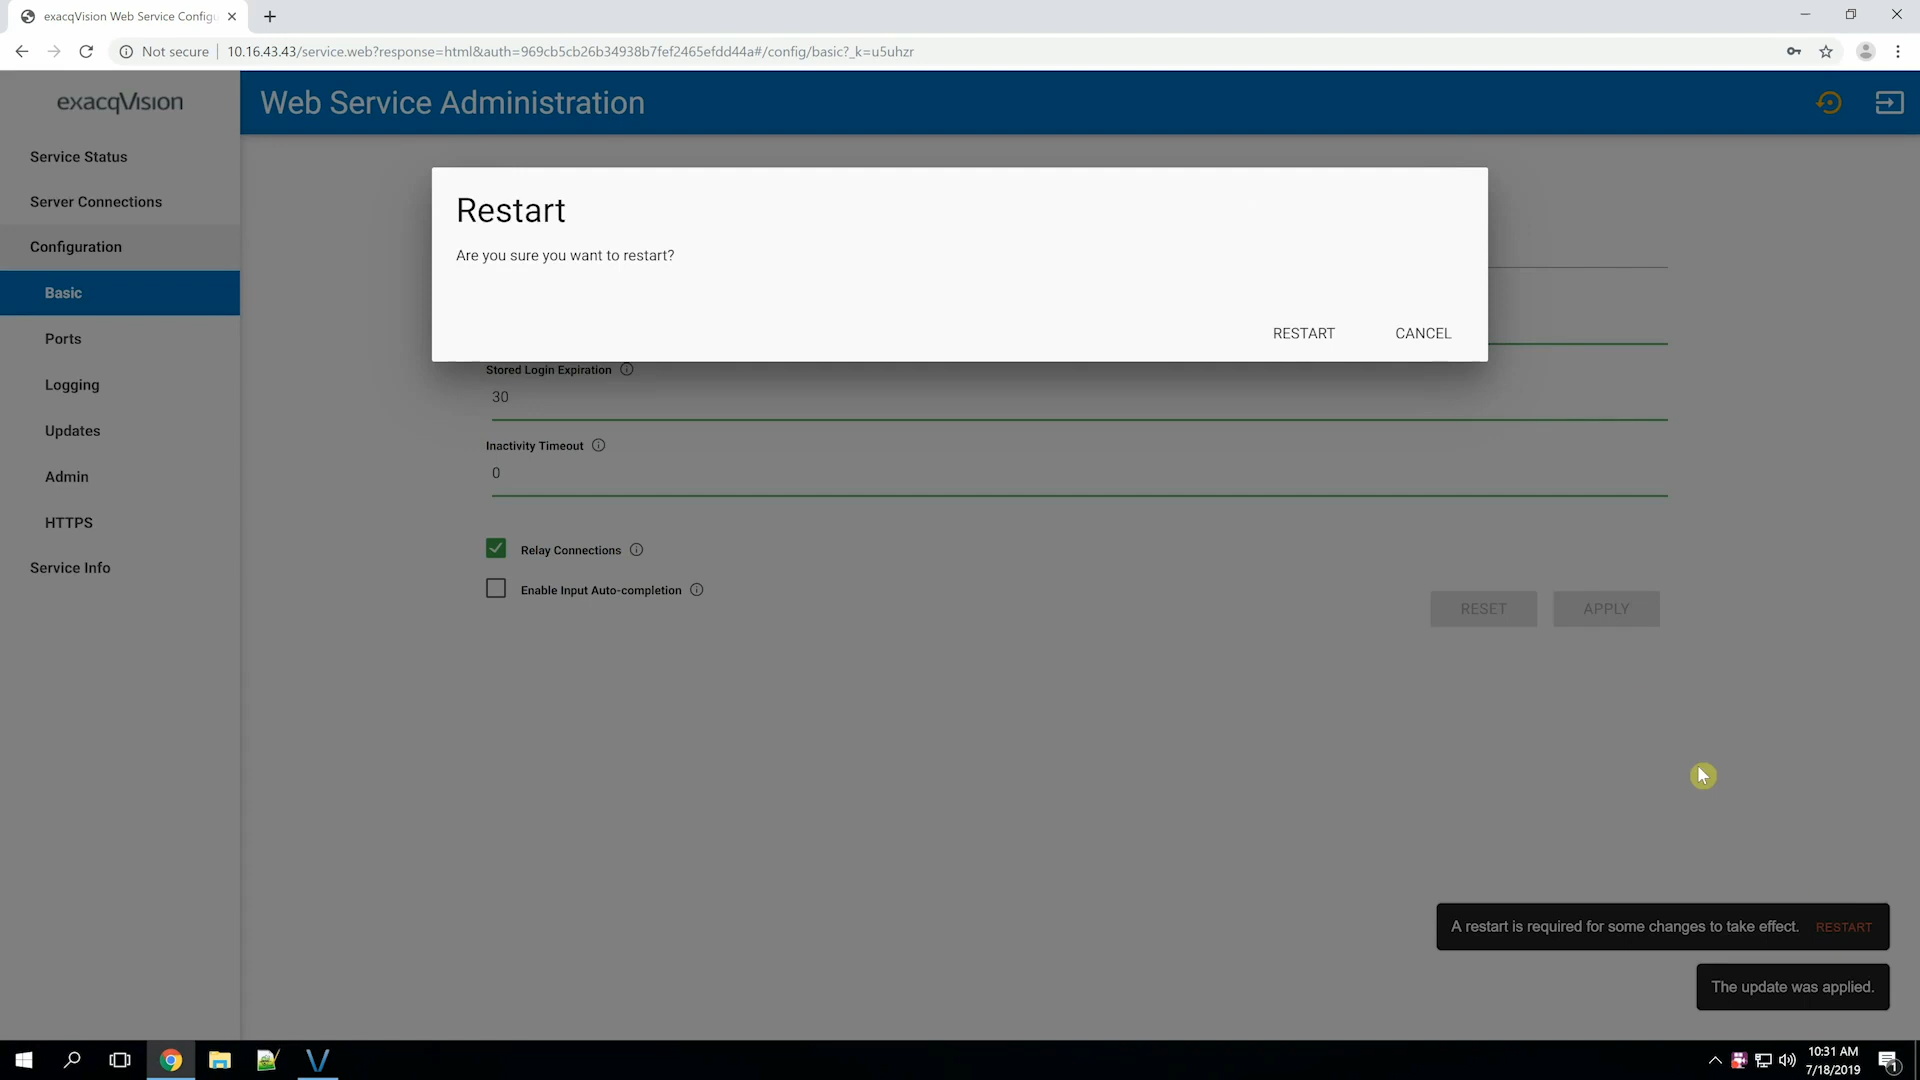 exacqVision Web Service Configu
Not secure
10.16.43.43/service.web?response=html&auth=969cb5cb26b34938b7fef2465efdd44a#/config/basic?_k=u5uhzr
exacqVision
Web Service Administration
Service Status
Server Connections
Configuration
Basic
Ports
Logging
Updates
Admin
HTTPS
Service Info
Restart
Are you sure you want to restart?
RESTART CANCEL
Stored Login Expiration
30
Inactivity Timeout
0
Relay Connections
Enable Input Auto-completion
RESET APPLY
A restart is required for some changes to take effect. RESTART
The update was applied.
10:31 AM
7/18/2019
1